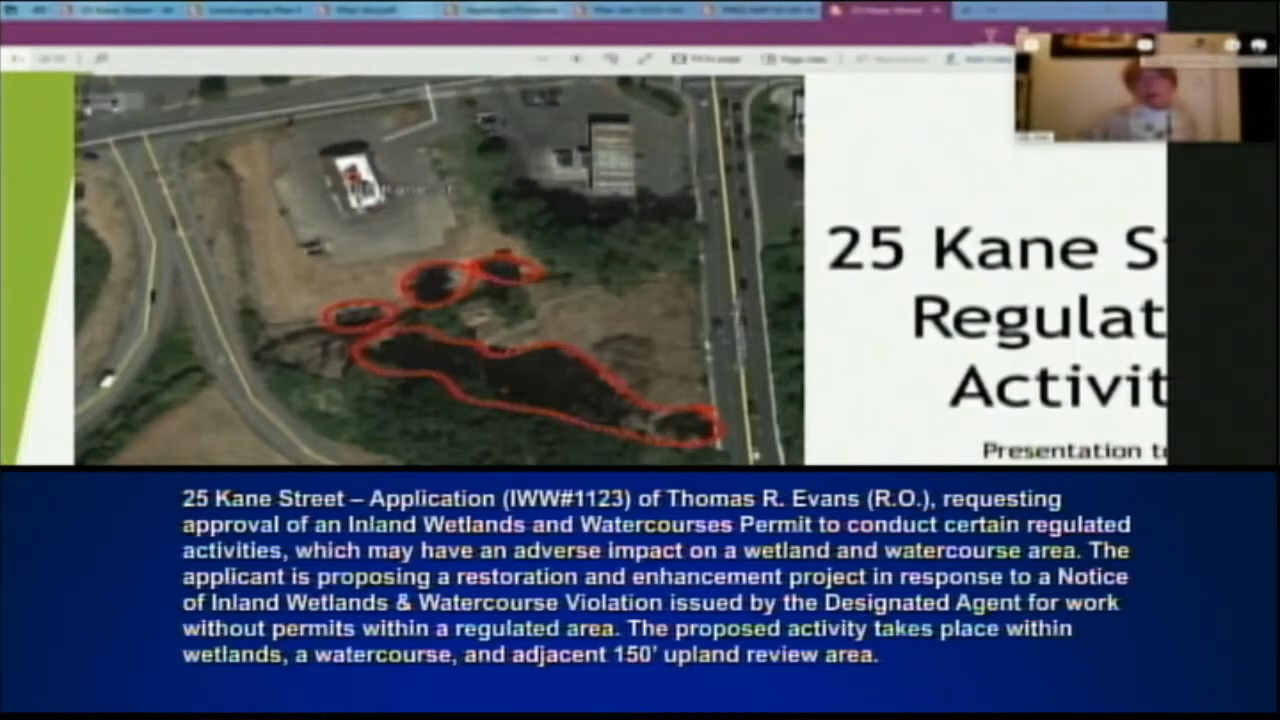 25 Kane Street
25 Kane S
Regulat
Activit
Presentation t
25 Kane Street – Application (IWW#1123) of Thomas R. Evans (R.O.), requesting
approval of an Inland Wetlands and Watercourses Permit to conduct certain regulated
activities, which may have an adverse impact on a wetland and watercourse area. The
applicant is proposing a restoration and enhancement project in response to a Notice
of Inland Wetlands & Watercourse Violation issued by the Designated Agent for work
without permits within a regulated area. The proposed activity takes place within
wetlands, a watercourse, and adjacent 150' upland review area.